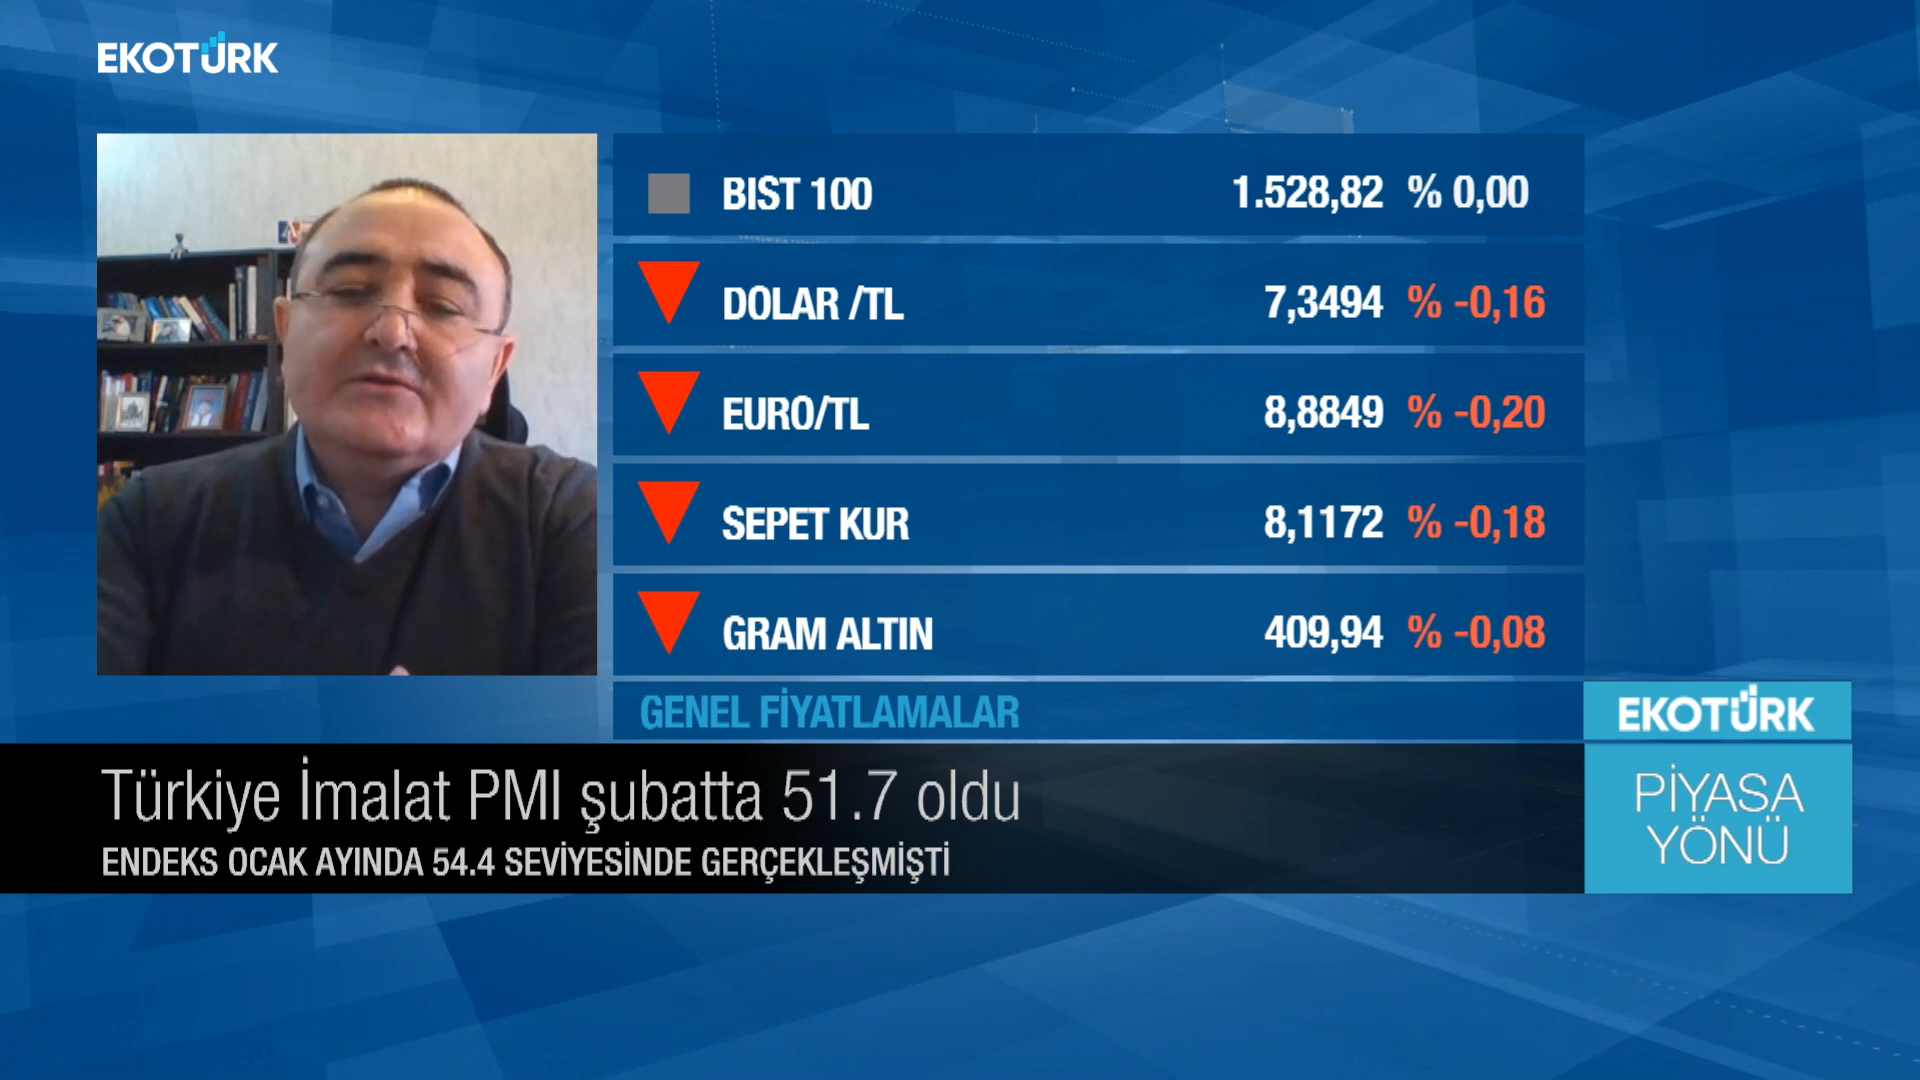 EKOTÜRK
BIST 100 1.528,82 % 0,00
DOLAR /TL 7,3494 % -0,16
EURO/TL 8,8849 % -0,20
SEPET KUR 8,1172 % -0,18
GRAM ALTIN 409,94 % -0,08
GENEL FİYATLAMALAR
EKOTÜRK
Türkiye İmalat PMI şubatta 51.7 oldu
ENDEKS OCAK AYINDA 54.4 SEVİYESİNDE GERÇEKLEŞMİŞTİ
PİYASA
YÖNÜ